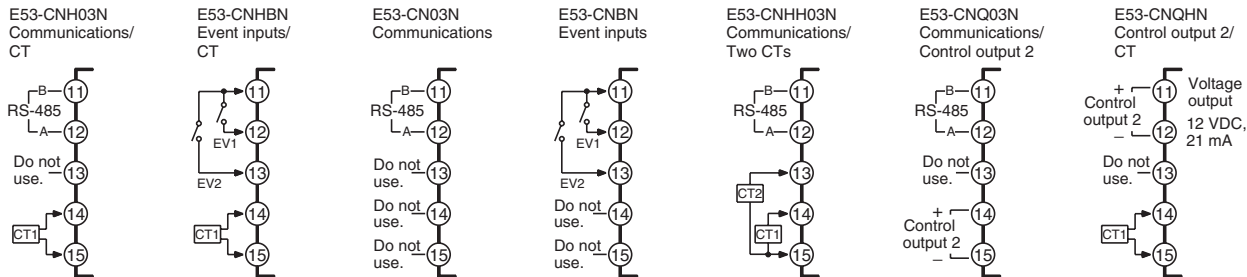 E53-CNH03N
Communications/
CT
B
RS-485
A
Do not
use.
CT1
11
12
13
14
15
E53-CNHBN
Event inputs/
CT
EV1
EV2
CT1
11
12
13
14
15
E53-CN03N
Communications
B
RS-485
A
Do not
use.
Do not
use.
Do not
use.
11
12
13
14
15
E53-CNBN
Event inputs
EV1
EV2
Do not
use.
Do not
use.
11
12
13
14
15
E53-CNHH03N
Communications/
Two CTs
B
RS-485
A
CT2
CT1
11
12
13
14
15
E53-CNQ03N
Communications/
Control output 2
B
RS-485
A
Do not
use.
+
Control
output 2
–
11
12
13
14
15
E53-CNQHN
Control output 2/
CT
+
Control
output 2
–
Do not
use.
CT1
11
12
13
14
15
Voltage
output
12 VDC,
21 mA